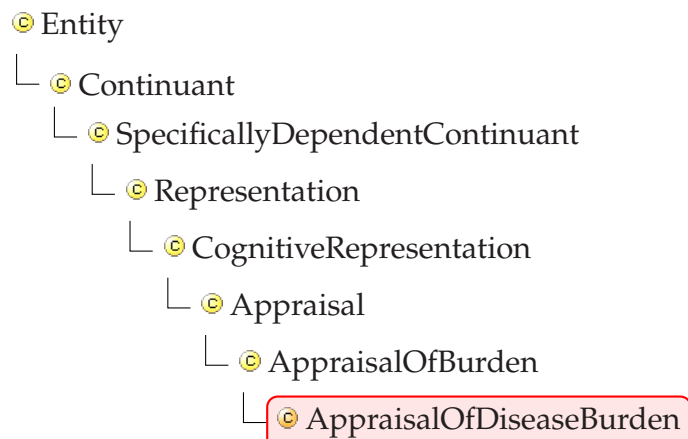 C Entity
C Continuant
C SpecificallyDependentContinuant
C Representation
C CognitiveRepresentation
C Appraisal
C AppraisalOfBurden
C AppraisalOfDiseaseBurden